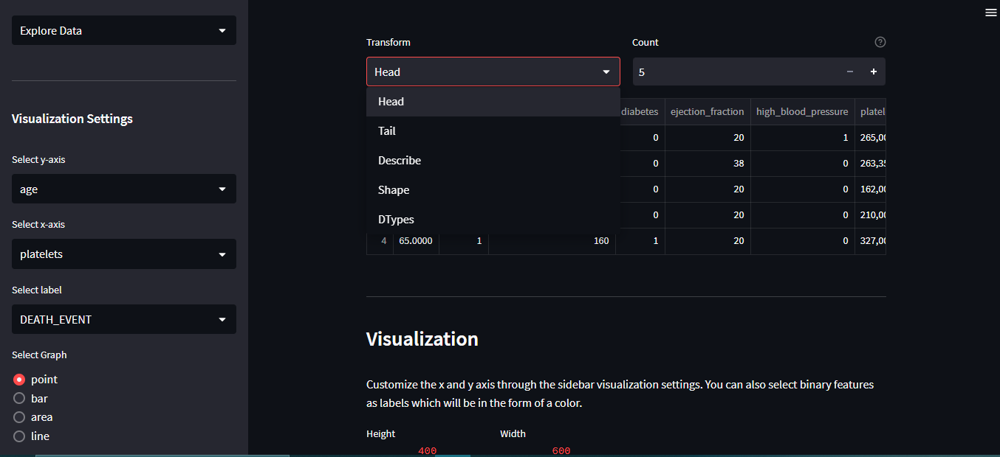 Explore Data
Visualization Settings
Select y-axis
age
Select x-axis
platelets
Select label
DEATH_EVENT
Select Graph
point
bar
area
line
Transform
Count
Head
5
Head
Tail
Describe
Shape
DTypes
diabetes ejection_fraction high_blood_pressure platel
0 20 1 265,00
0 38 0 263,35
0 20 0 162,00
0 20 0 210,00
4 65.0000 1 160 1 20 0 327,00
Visualization
Customize the x and y axis through the sidebar visualization settings. You can also select binary features
as labels which will be in the form of a color.
Height Width
400 600